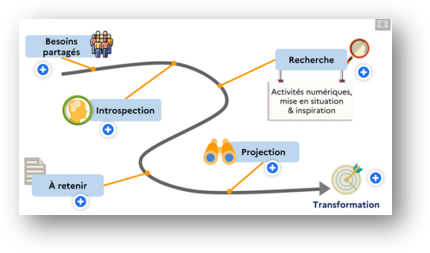 Besoins
partagés
Introspection
Recherche
Activités numériques,
mise en situation
& inspiration
À retenir
Projection
Transformation